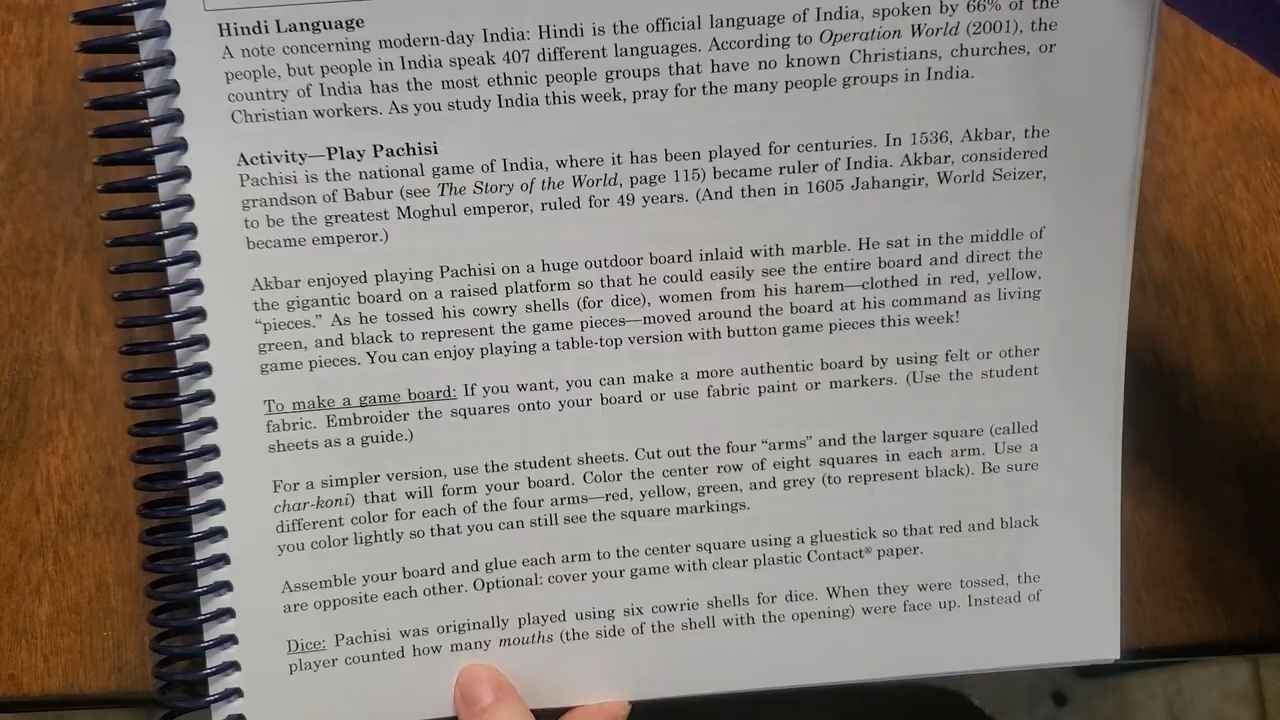 Hindi Language
A note concerning modern-day India: Hindi is the official language of India, spoken by 66% of the
people, but people in India speak 407 different languages. According to Operation World (2001), the
country of India has the most ethnic people groups that have no known Christians, churches, or
Christian workers. As you study India this week, pray for the many people groups in India.
Activity—Play Pachisi
Pachisi is the national game of India, where it has been played for centuries. In 1536, Akbar, the
grandson of Babur (see The Story of the World, page 115) became ruler of India. Akbar, considered
to be the greatest Moghul emperor, ruled for 49 years. (And then in 1605 Jahangir, World Seizer,
became emperor.)
Akbar enjoyed playing Pachisi on a huge outdoor board inlaid with marble. He sat in the middle of
the gigantic board on a raised platform so that he could easily see the entire board and direct the
“pieces.” As he tossed his cowry shells (for dice), women from his harem—clothed in red, yellow,
green, and black to represent the game pieces—moved around the board at his command as living
game pieces. You can enjoy playing a table-top version with button game pieces this week!
To make a game board: If you want, you can make a more authentic board by using felt or other
fabric. Embroider the squares onto your board or use fabric paint or markers. (Use the student
sheets as a guide.)
For a simpler version, use the student sheets. Cut out the four “arms” and the larger square (called
char-koni) that will form your board. Color the center row of eight squares in each arm. Use a
different color for each of the four arms—red, yellow, green, and grey (to represent black). Be sure
you color lightly so that you can still see the square markings.
Assemble your board and glue each arm to the center square using a gluestick so that red and black
are opposite each other. Optional: cover your game with clear plastic Contact® paper.
Dice: Pachisi was originally played using six cowrie shells for dice. When they were tossed, the
player counted how many mouths (the side of the shell with the opening) were face up. Instead of